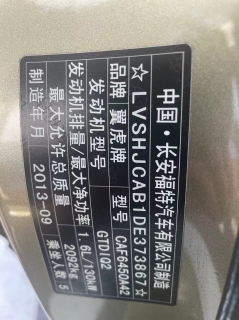 中国·长安福特汽车有限公司制造
☆LVSHJCAB1DE373867☆
品牌 翼虎牌 型号 CAF6450A42
发动机型号 GTDIQ2
发动机排量/最大净功率 1.6L/130kW
最大允许总质量 2092kg
制造年月 2013-09 乘坐人数 5